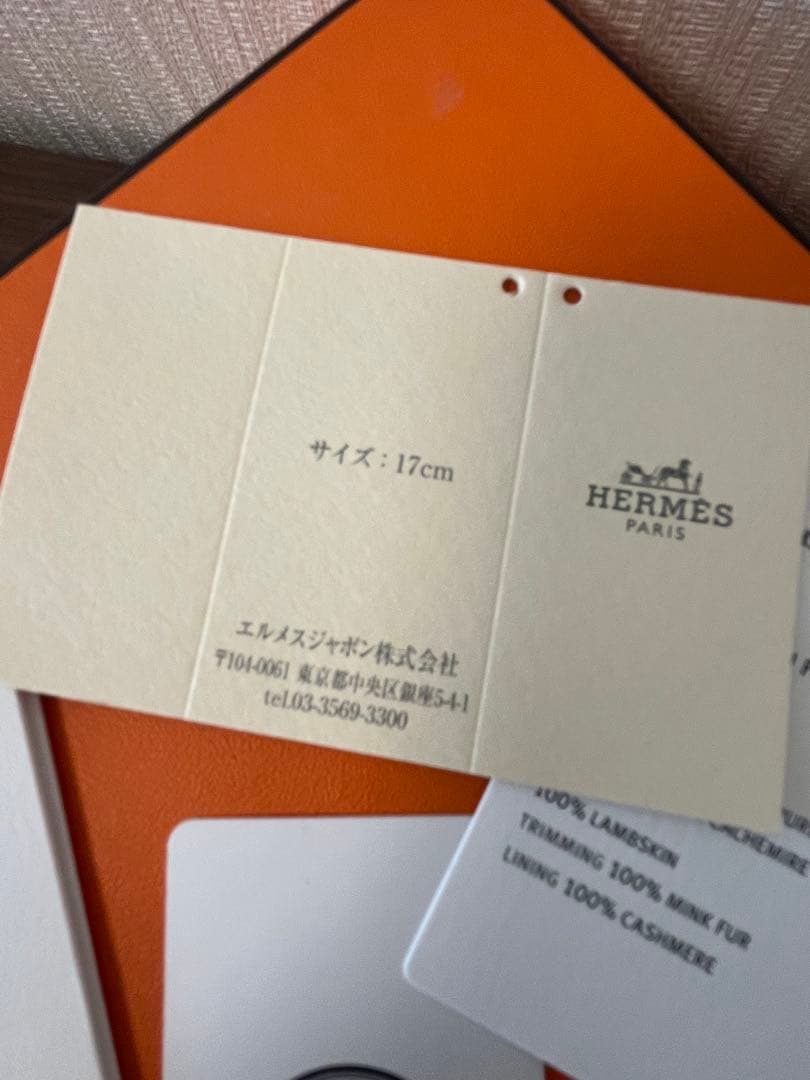 サイズ：17cm
エルメスジャポン株式会社
〒104-0061 東京都中央区銀座5-4-1
tel.03-3569-3300
HERMÈS
PARIS
100% LAMBSKIN
TRIMMING 100% MINK FUR
LINING 100% CASHMERE
CACHEMIRE